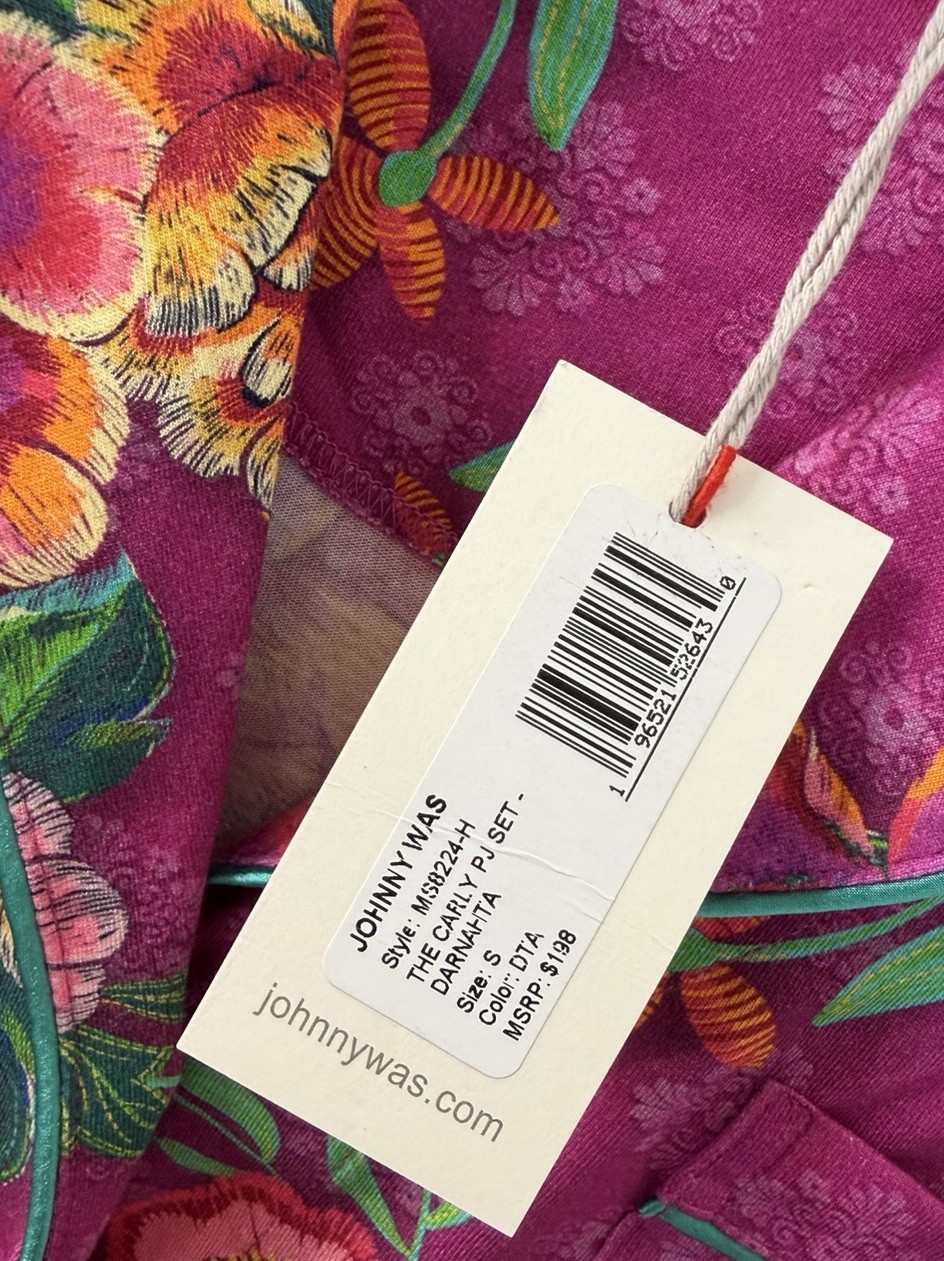 1 96521 52643 0
JOHNNY WAS
Style: MS8224-H
THE CARLY PJ SET -
DARNAHTA
Size: S
Color: DTA
MSRP: $198
johnnywas.com